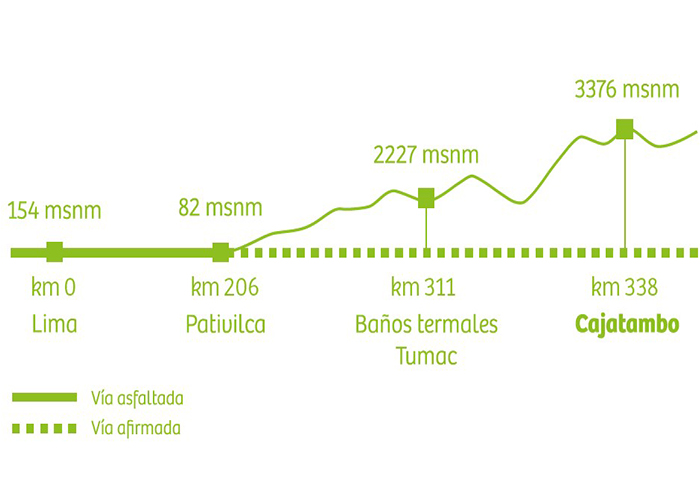 3376 msnm
2227 msnm
154 msnm
82 msnm
km 0
km 206
km 311
km 338
Lima
Pativilca
Baños termales
Tumac
Cajatambo
Vía asfaltada
Vía afirmada